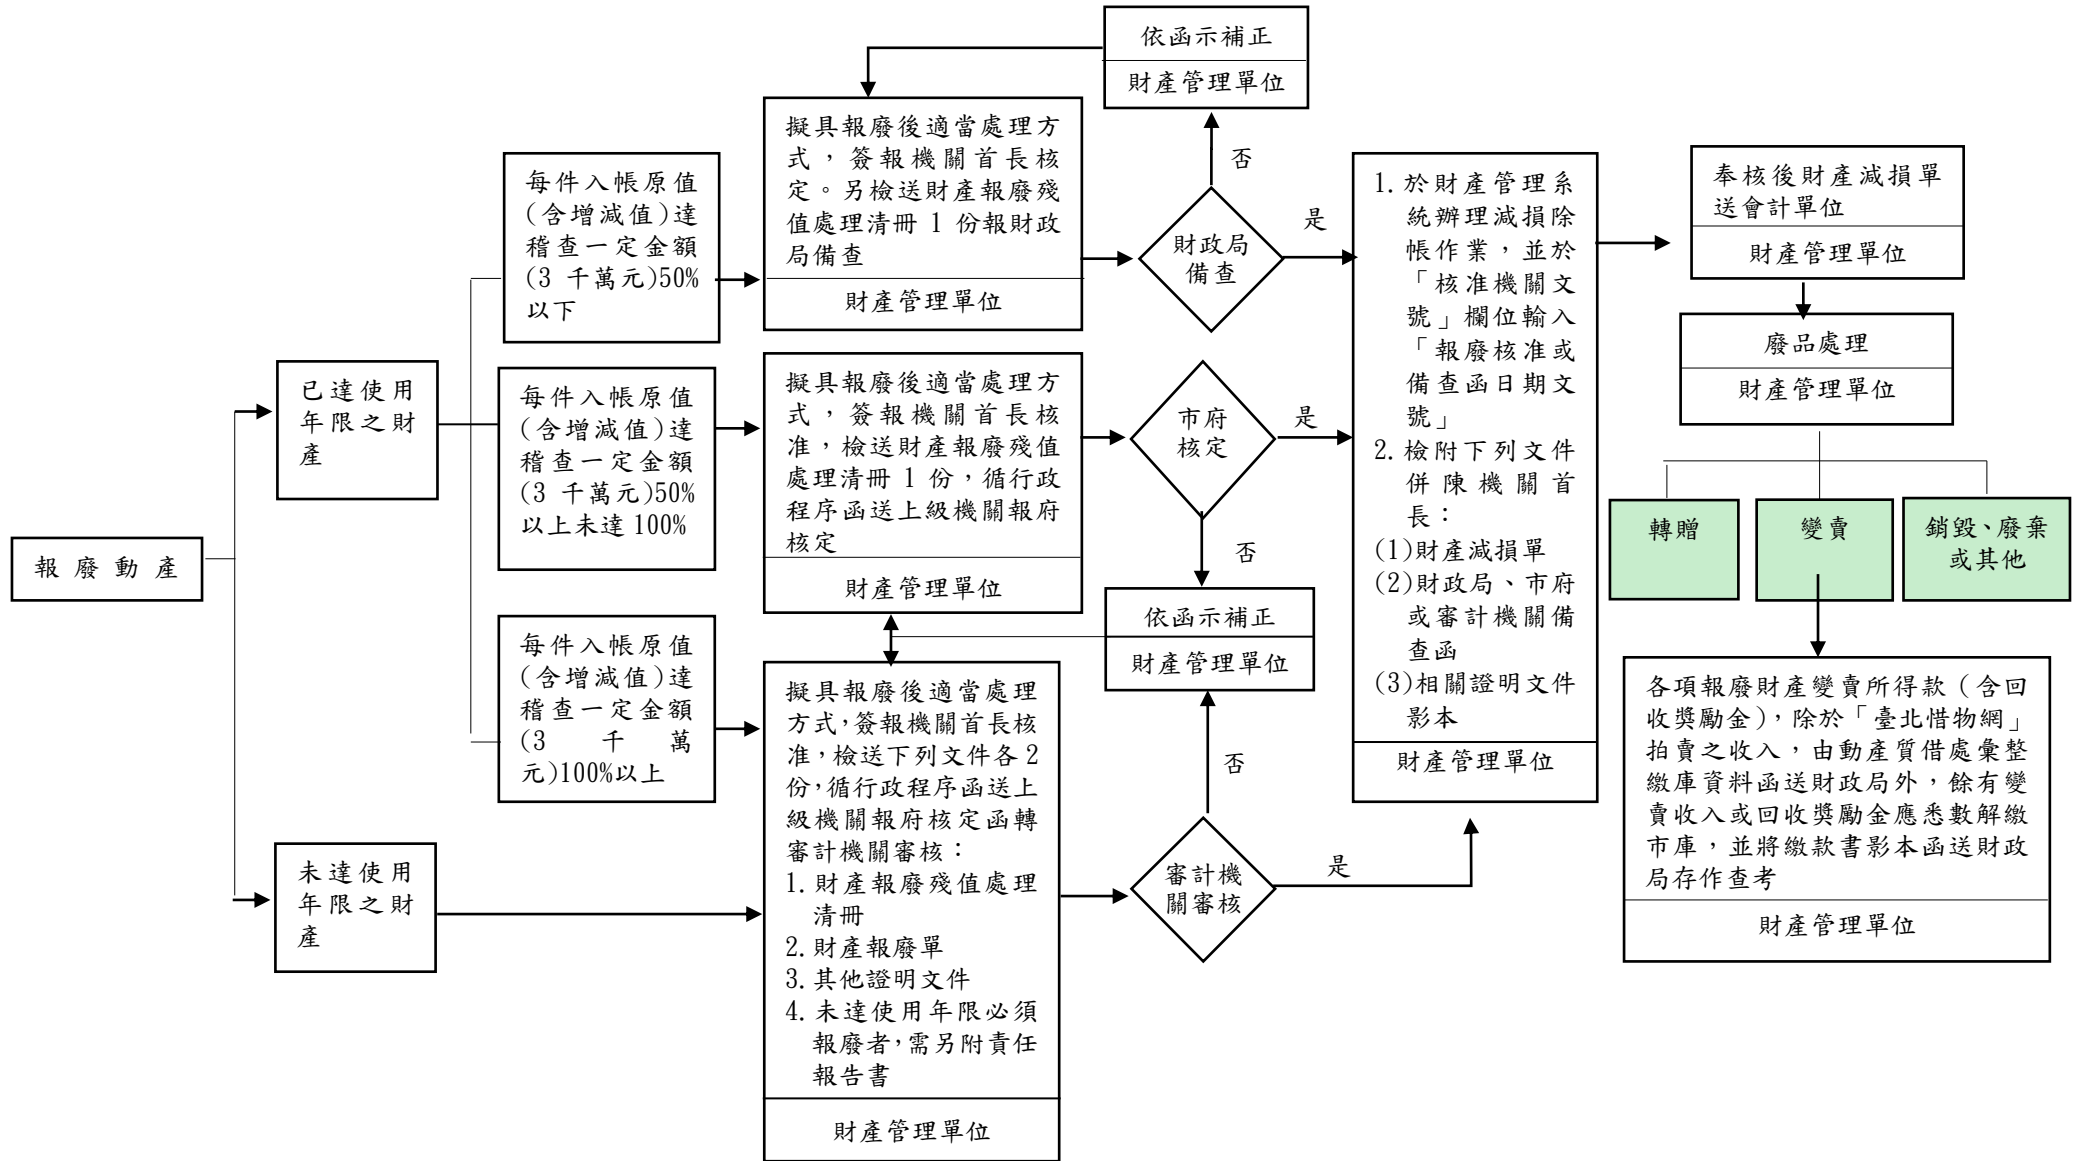 報廢動產
已達使用
年限之財
產
未達使用
年限之財
產
每件入帳原值
(含增減值)達
稽查一定金額
(3 千萬元)50%
以下
每件入帳原值
(含增減值)達
稽查一定金額
(3 千萬元)50%
以上未達 100%
每件入帳原值
(含增減值)達
稽查一定金額
(3 千萬
元)100%以上
擬具報廢後適當處理方
式，簽報機關首長核
定。另檢送財產報廢殘
值處理清冊 1 份報財政
局備查
財產管理單位
擬具報廢後適當處理方
式，簽報機關首長核
准，檢送財產報廢殘值
處理清冊 1 份，循行政
程序函送上級機關報府
核定
財產管理單位
擬具報廢後適當處理
方式，簽報機關首長核
准，檢送下列文件各 2
份，循行政程序函送上
級機關報府核定函轉
審計機關審核：
1. 財產報廢殘值處理
清冊
2. 財產報廢單
3. 其他證明文件
4. 未達使用年限必須
報廢者，需另附責任
報告書
財產管理單位
依函示補正
財產管理單位
否
財政局
備查
是
市府
核定
是
否
依函示補正
財產管理單位
否
審計機
關審核
是
1. 於財產管理系
統辦理減損除
帳作業，並於
「核准機關文
號」欄位輸入
「報廢核准或
備查函日期文
號」
2. 檢附下列文件
併陳機關首
長：
(1)財產減損單
(2)財政局、市府
或審計機關備
查函
(3)相關證明文件
影本
財產管理單位
奉核後財產減損單
送會計單位
財產管理單位
廢品處理
財產管理單位
轉贈
變賣
銷毀、廢棄
或其他
各項報廢財產變賣所得款（含回
收獎勵金），除於「臺北惜物網」
拍賣之收入，由動產質借處彙整
繳庫資料函送財政局外，餘有變
賣收入或回收獎勵金應悉數解繳
市庫，並將繳款書影本函送財政
局存作查考
財產管理單位